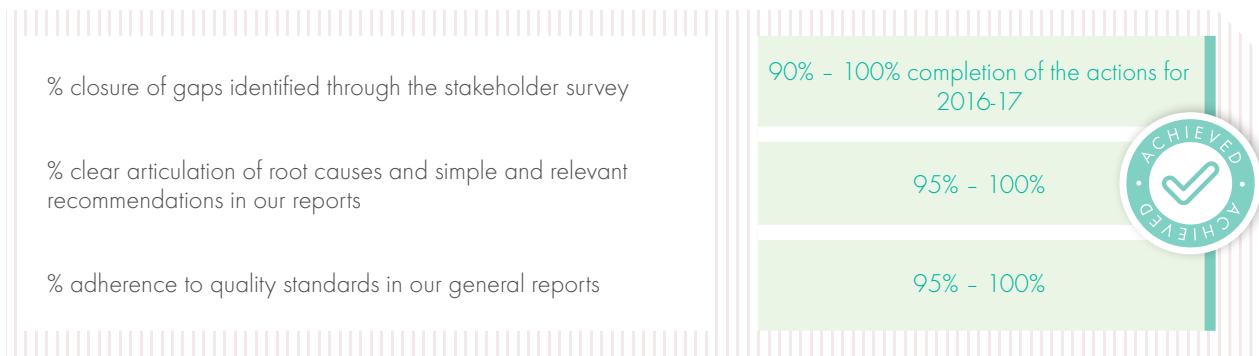 % closure of gaps identified through the stakeholder survey
90% – 100% completion of the actions for
2016-17
% clear articulation of root causes and simple and relevant
recommendations in our reports
95% – 100%
ACHIEVED
ACHIEVED
% adherence to quality standards in our general reports
95% – 100%